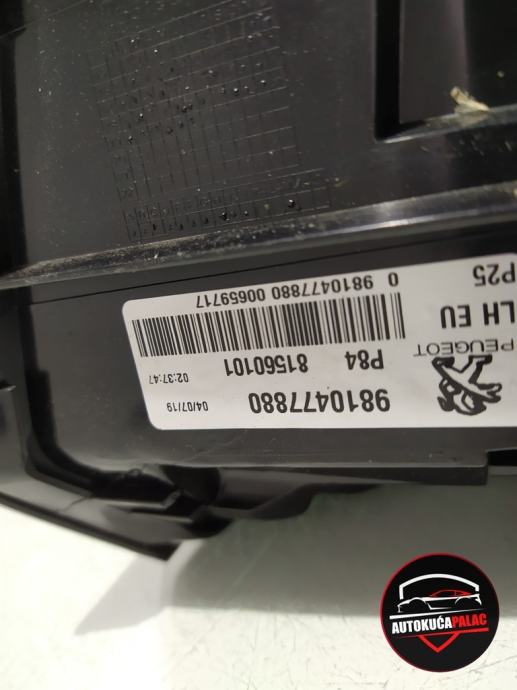 PEUGEOT
9810477880
04/07/19
LH EU
P84
81560101
02:37:47
P25
0 9810477880 00659717
AUTOKUĆAPALAC